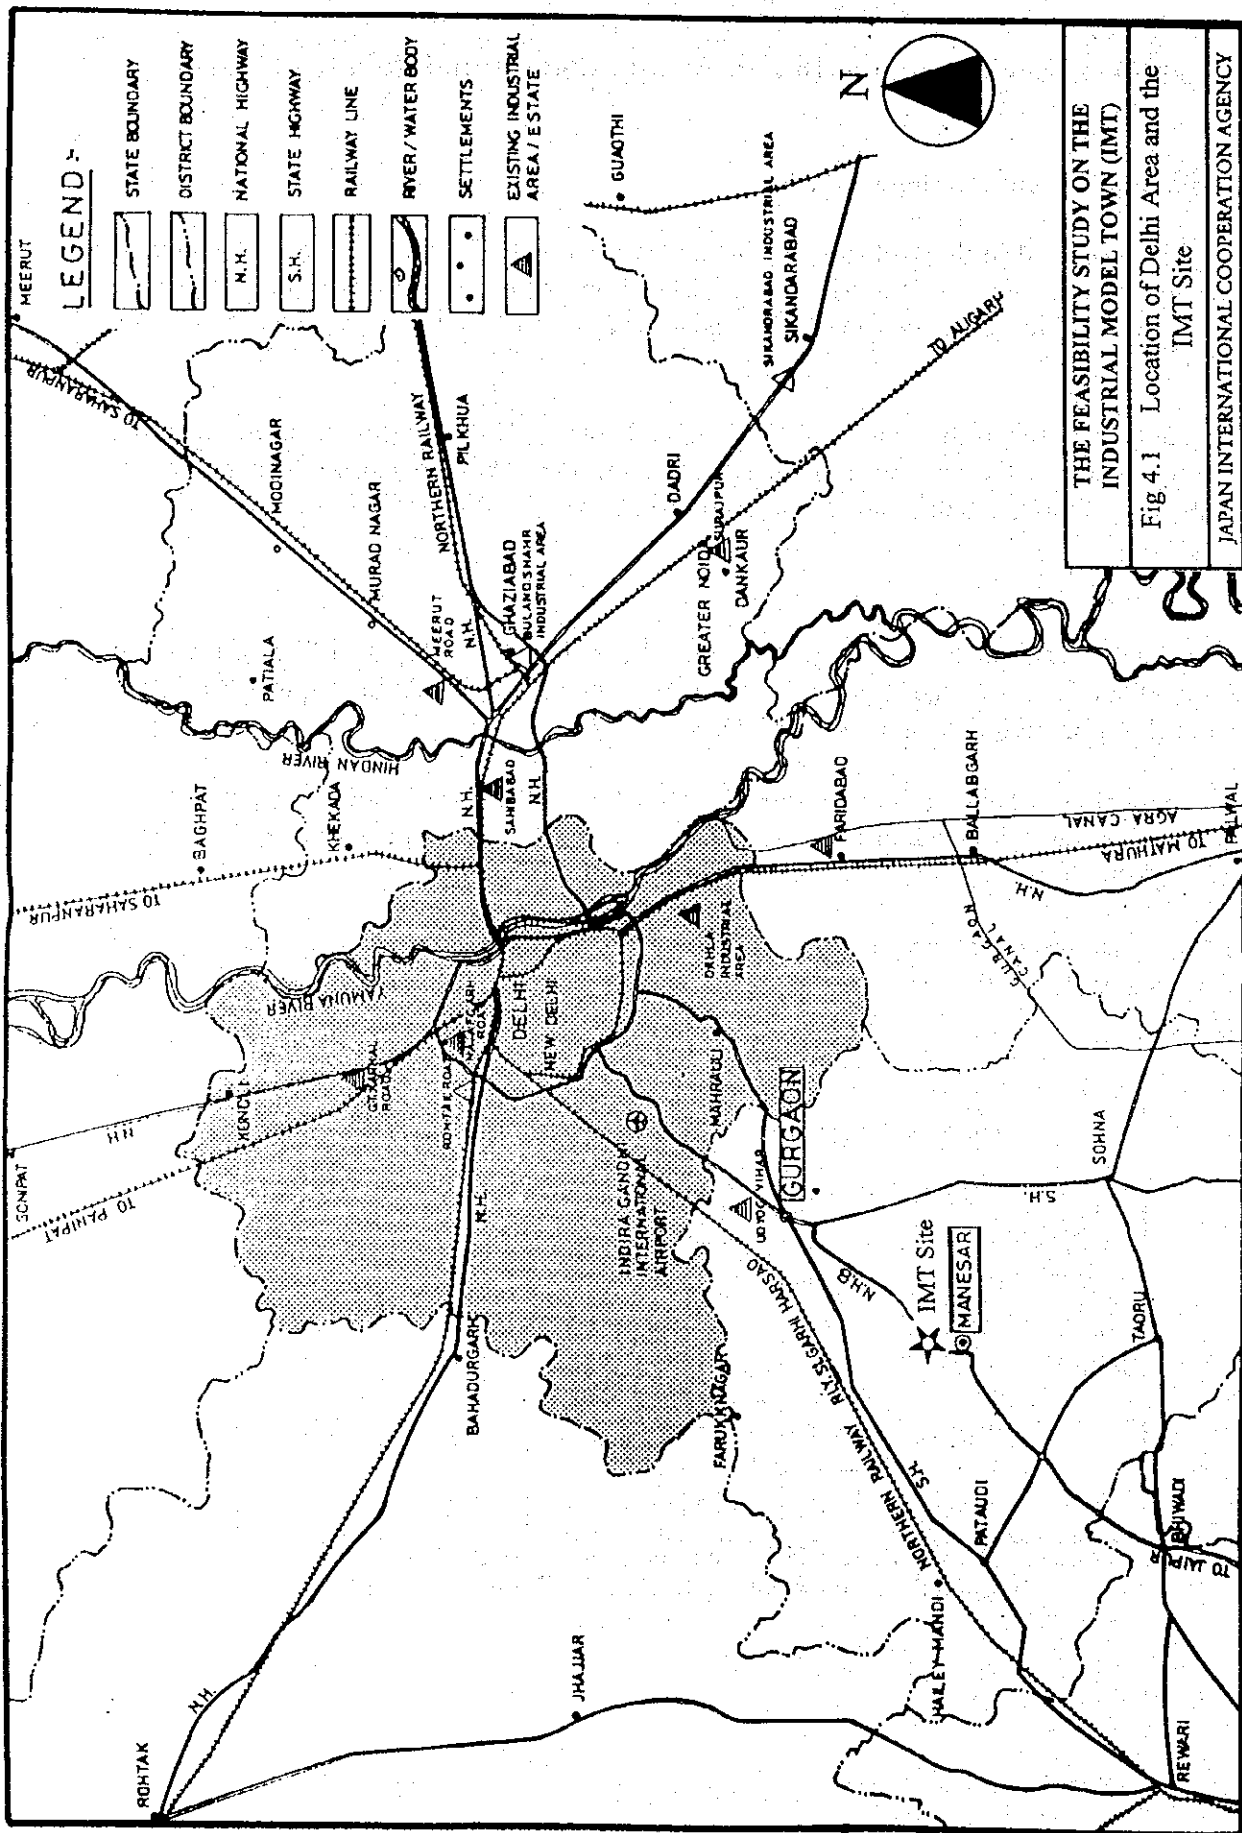 LEGEND:-
STATE BOUNDARY
DISTRICT BOUNDARY
N.H.
NATIONAL HIGHWAY
S.H.
STATE HIGHWAY
RAILWAY LINE
RIVER/WATER BODY
SETTLEMENTS
EXISTING INDUSTRIAL
AREA/ESTATE
N
MEERUT
TO SAHARANPUR
MODINAGAR
MURAD NAGAR
PATIALA
HINDAN RIVER
BAGHPAT
KHEKADA
TO SAHARANPUR
YAMUNA RIVER
SONPAT
N.H.
TO PANIPAT
G.T.KARNAL
ROAD
ROHTAK ROAD
ROAD
ROHTAK
N.H.
BAHADURGARH
N.H.
DELHI
NEW DELHI
N.H.
SAHIBABAD
N.H.
MEERUT
ROAD
N.H.
NORTHERN RAILWAY
PILKHUA
GHAZIABAD
BULANDSHAHR
INDUSTRIAL AREA
GUAOTHI
SIKANDRABAD INDUSTRIAL AREA
SIKANDARABAD
TO ALIGARH
DADRI
SURAJPUR
GREATER NOIDA
DANKAUR
INDIRA GANDHI
INTERNATIONAL
AIRPORT
OKHLA
INDUSTRIAL
AREA
MAHRAULI
FARIDABAD
BALLABGARH
AGRA CANAL
TO MATHURA
N.H.
PALWAL
GURGAON
CANAL
UDYOG VIHAR
GURGAON
FARUKHNAGAR
NORTHERN RAILWAY RLY. ST. GARHI HARSAO
S.H.
N.H.8
IMT Site
MANESAR
S.H.
SOHNA
TAORU
PATAUDI
BHIWADI
TO JAIPUR
JHAJJAR
HAILEY MANDI
REWARI
THE FEASIBILITY STUDY ON THE
INDUSTRIAL MODEL TOWN (IMT)
Fig 4.1 Location of Delhi Area and the
IMT Site
JAPAN INTERNATIONAL COOPERATION AGENCY